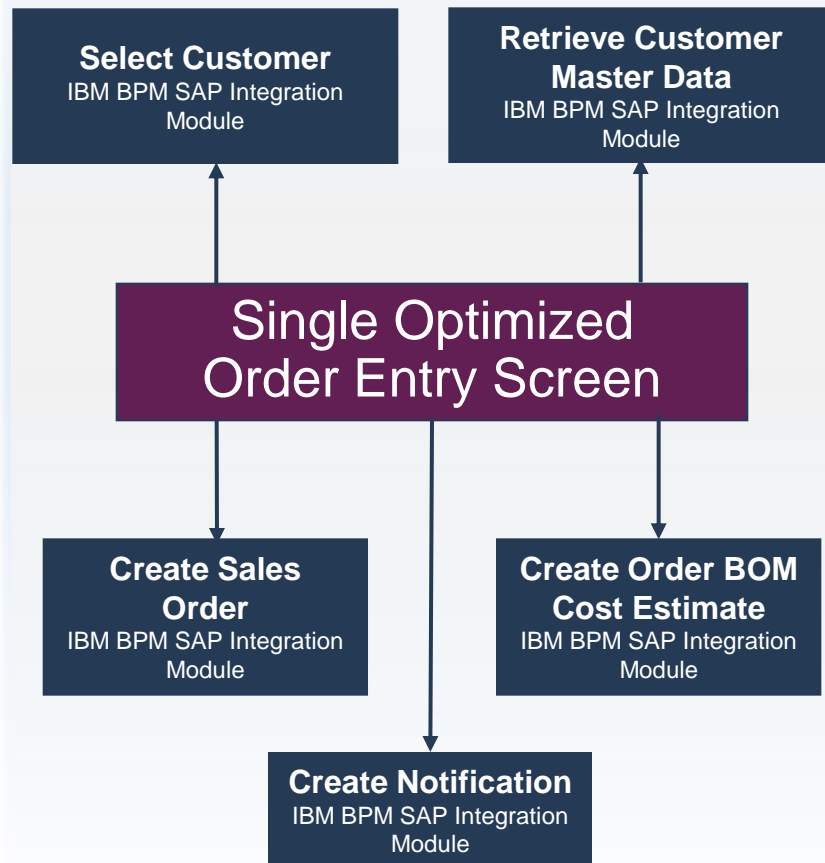 Select Customer
IBM BPM SAP Integration
Module
Retrieve Customer
Master Data
IBM BPM SAP Integration
Module
Single Optimized
Order Entry Screen
Create Sales
Order
IBM BPM SAP Integration
Module
Create Order BOM
Cost Estimate
IBM BPM SAP Integration
Module
Create Notification
IBM BPM SAP Integration
Module